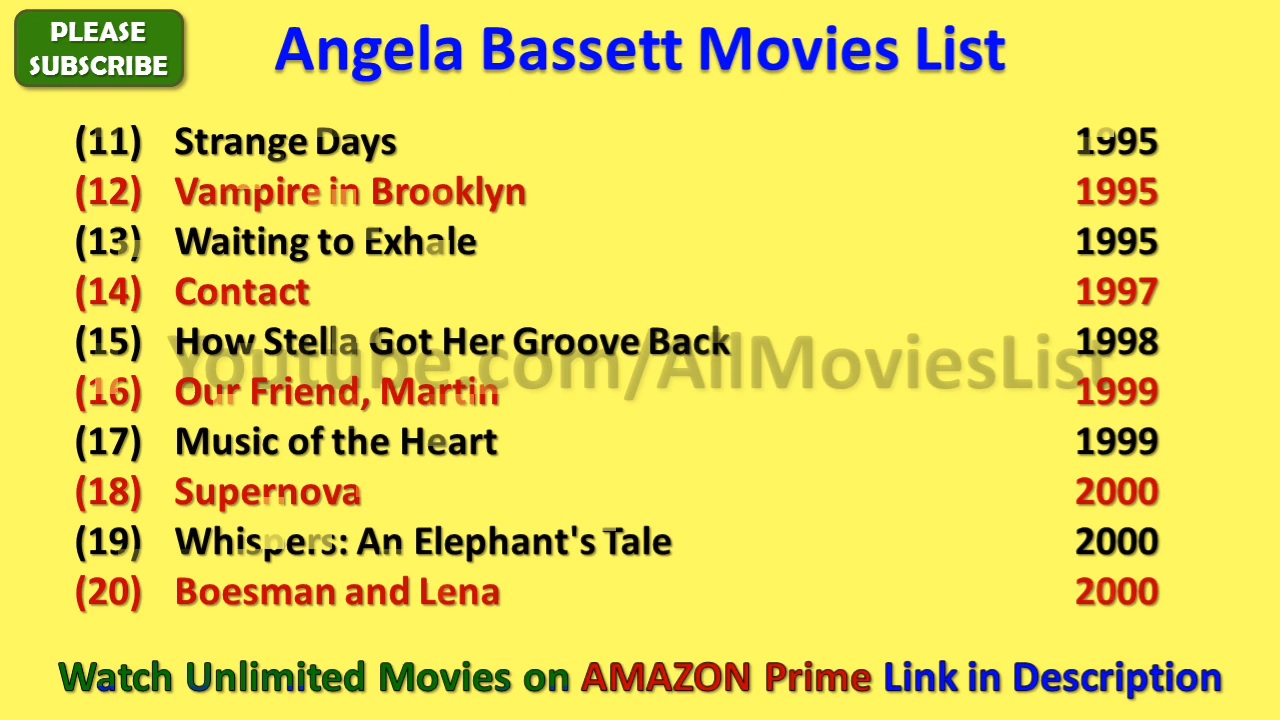 PLEASE
SUBSCRIBE
Angela Bassett Movies List
(11) Strange Days 1995
(12) Vampire in Brooklyn 1995
(13) Waiting to Exhale 1995
(14) Contact 1997
(15) How Stella Got Her Groove Back 1998
Youtube.com/AllMoviesList
(16) Our Friend, Martin 1999
(17) Music of the Heart 1999
(18) Supernova 2000
(19) Whispers: An Elephant's Tale 2000
(20) Boesman and Lena 2000
Watch Unlimited Movies on AMAZON Prime Link in Description